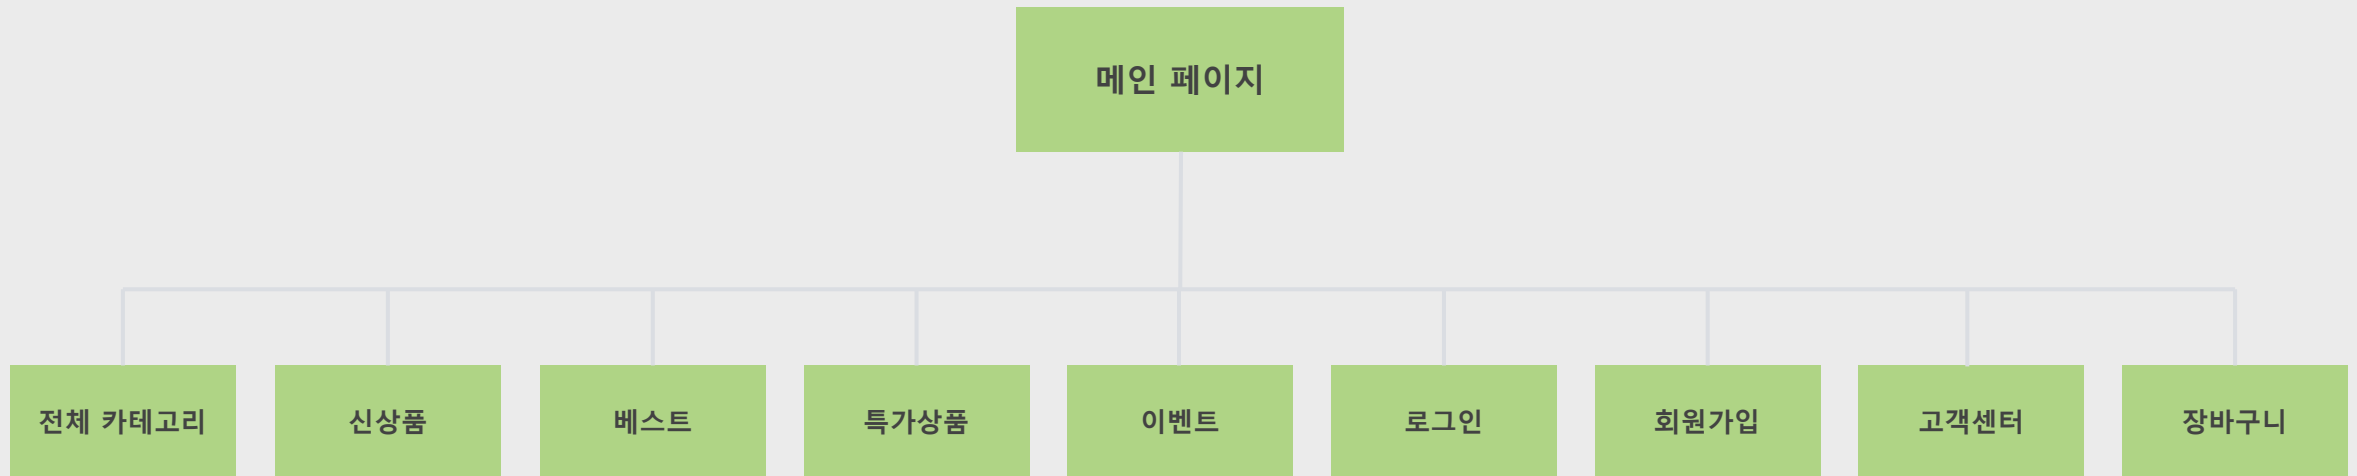 메인 페이지
전체 카테고리
신상품
베스트
특가상품
이벤트
로그인
회원가입
고객센터
장바구니